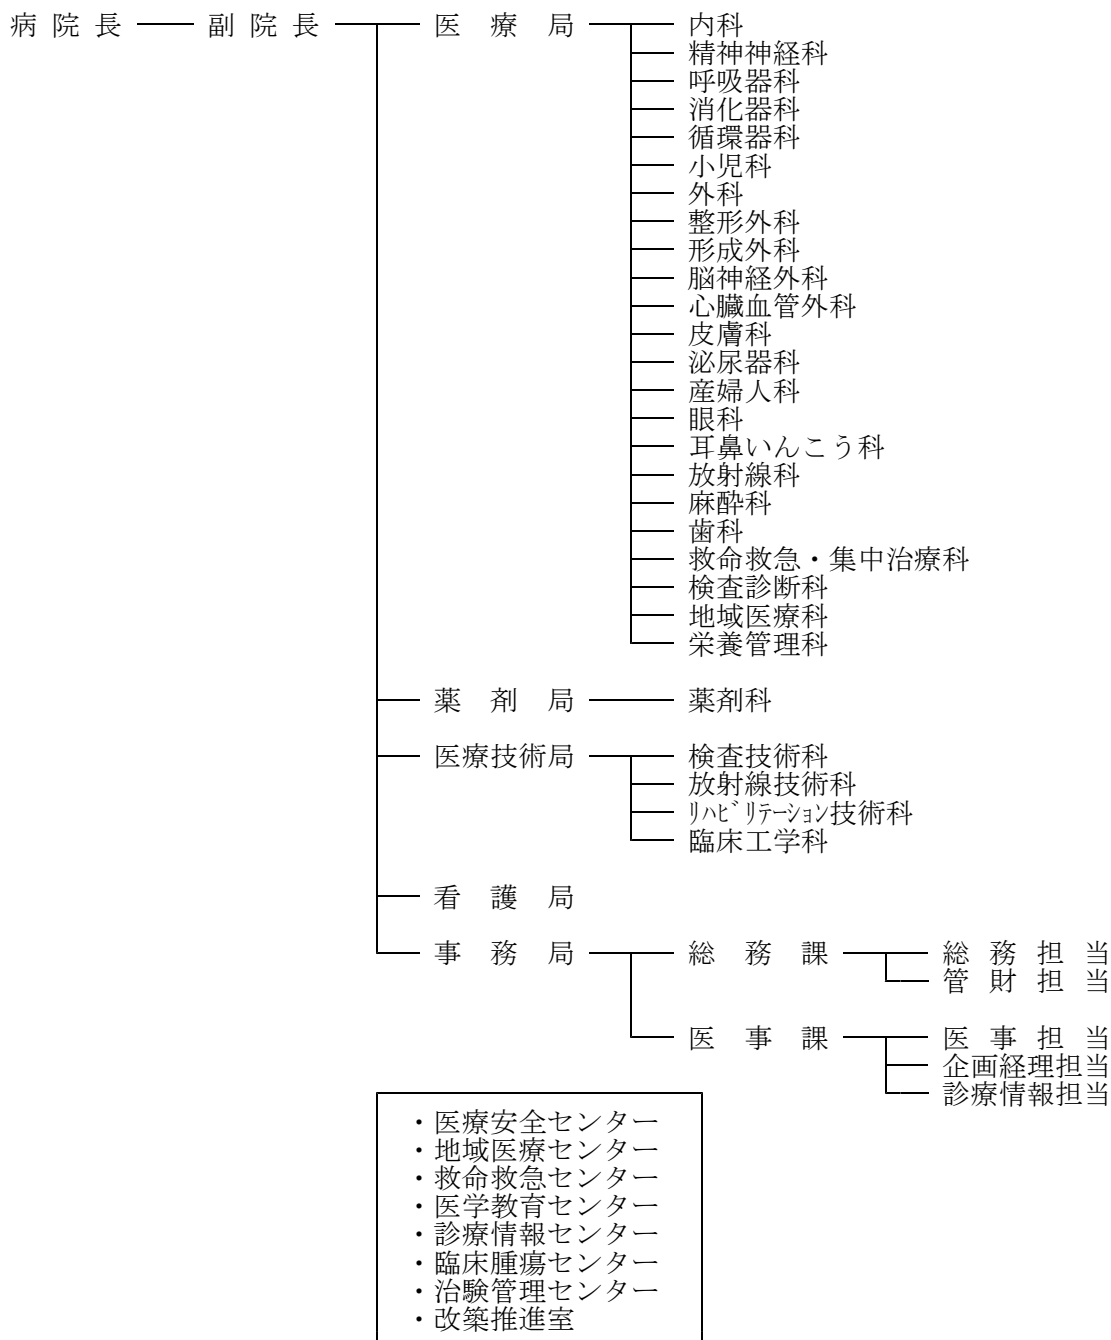 病院長 副院長 医療局 内科
精神神経科
呼吸器科
消化器科
循環器科
小児科
外科
整形外科
形成外科
脳神経外科
心臓血管外科
皮膚科
泌尿器科
産婦人科
眼科
耳鼻いんこう科
放射線科
麻酔科
歯科
救命救急・集中治療科
検査診断科
地域医療科
栄養管理科
薬剤局 薬剤科
医療技術局 検査技術科
放射線技術科
ﾘﾊﾋﾞﾘﾃｰｼｮﾝ技術科
臨床工学科
看護局
事務局 総務課 総務担当
管財担当
医事課 医事担当
企画経理担当
診療情報担当
・医療安全センター
・地域医療センター
・救命救急センター
・医学教育センター
・診療情報センター
・臨床腫瘍センター
・治験管理センター
・改築推進室